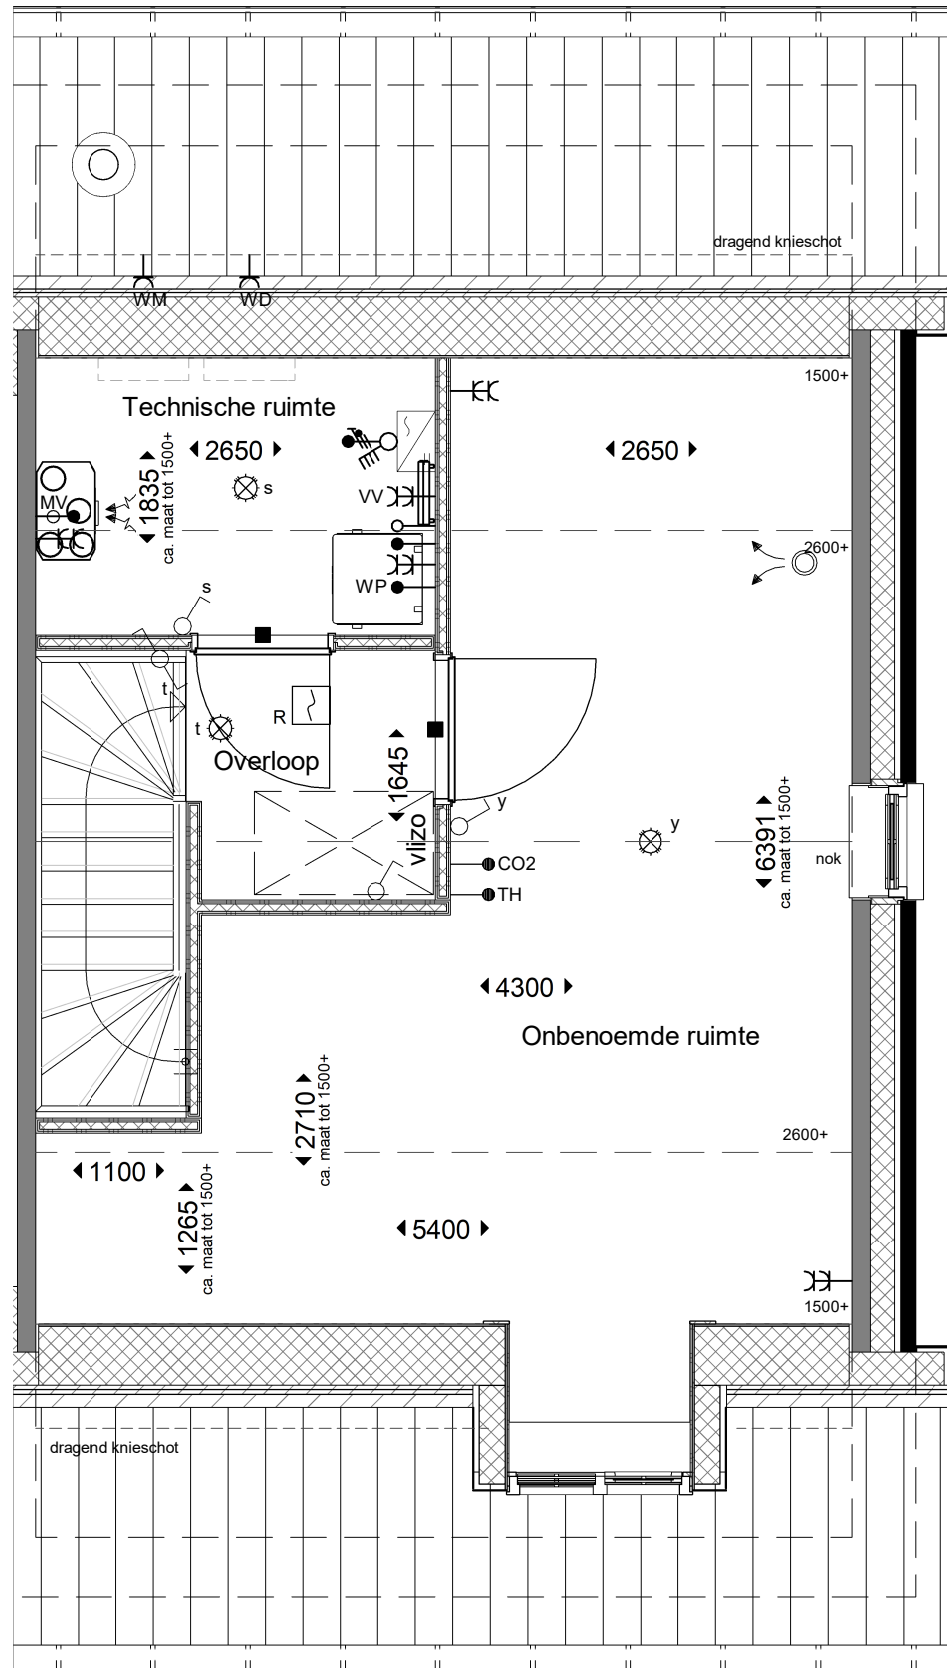 dragend knieschot
WM
WD
1500+
Technische ruimte
2650
2650
1835
ca. maat tot 1500+
s
MV
VV
2600+
WP
s
t
R
t
Overloop
1645
vlizo
y
y
6391
ca. maat tot 1500+
nok
CO2
TH
4300
Onbenoemde ruimte
2710
ca. maat tot 1500+
2600+
1100
1265
ca. maat tot 1500+
5400
1500+
dragend knieschot